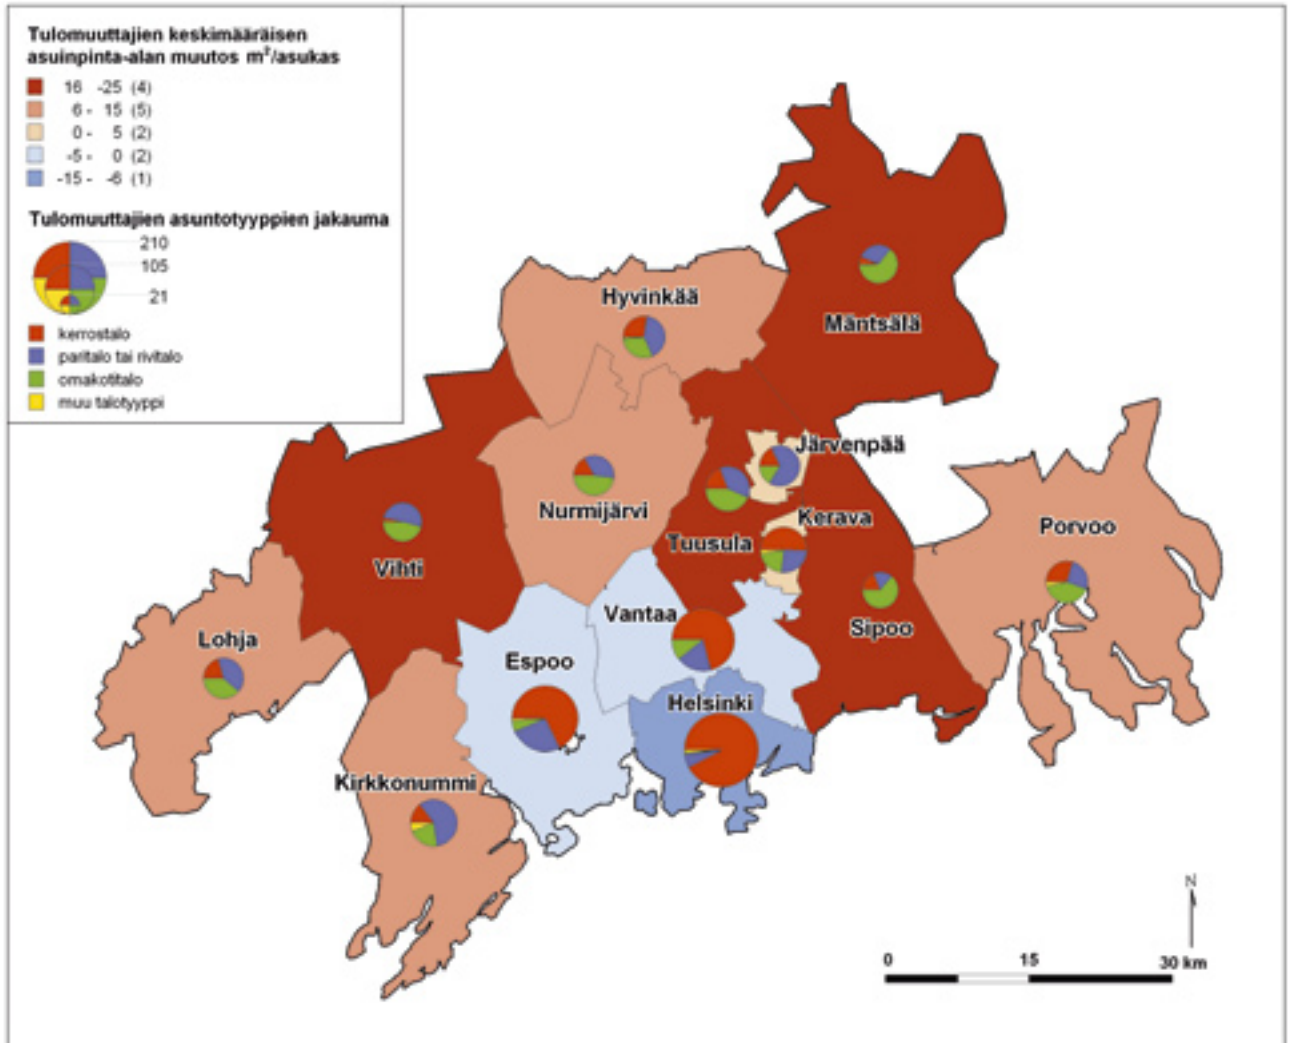 Tulomuuttajien keskimääräisen
asuinpinta-alan muutos m²/asukas
16 -25 (4)
6 - 15 (5)
0 - 5 (2)
-5 - 0 (2)
-15 - -6 (1)
Tulomuuttajien asuntotyyppien jakauma
210
105
21
kerrostalo
paritalo tai rivitalo
omakotitalo
muu talotyyppi
Hyvinkää
Mäntsälä
Järvenpää
Nurmijärvi
Kerava
Porvoo
Tuusula
Vihti
Vantaa
Sipoo
Lohja
Espoo
Helsinki
Kirkkonummi
N
0 15 30 km